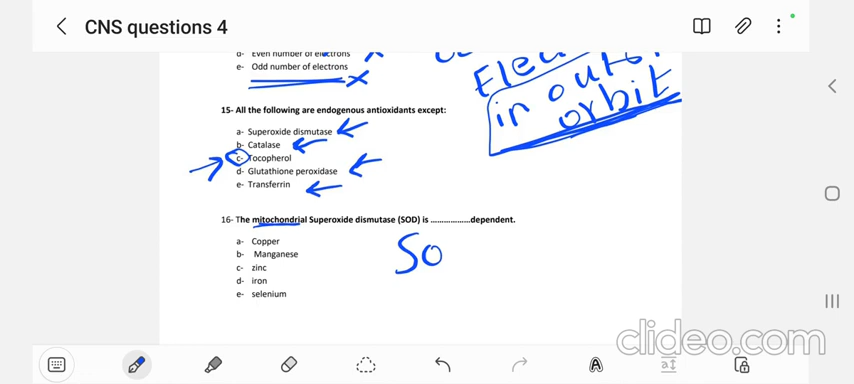 CNS questions 4
d- Even number of electrons
e- Odd number of electrons
Elec
in out
orbit
15- All the following are endogenous antioxidants except:
a- Superoxide dismutase
b- Catalase
c- Tocopherol
d- Glutathione peroxidase
e- Transferrin
16- The mitochondrial Superoxide dismutase (SOD) is ..................dependent.
a- Copper
b- Manganese
c- zinc
d- iron
e- selenium
SO
clideo.com